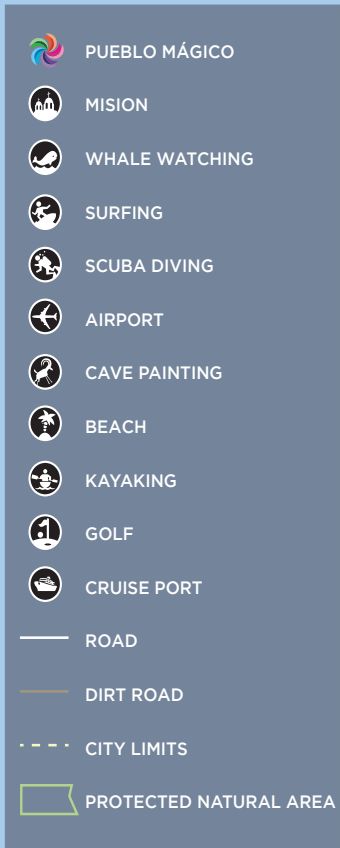 PUEBLO MÁGICO
MISION
WHALE WATCHING
SURFING
SCUBA DIVING
AIRPORT
CAVE PAINTING
BEACH
KAYAKING
GOLF
CRUISE PORT
ROAD
DIRT ROAD
CITY LIMITS
PROTECTED NATURAL AREA